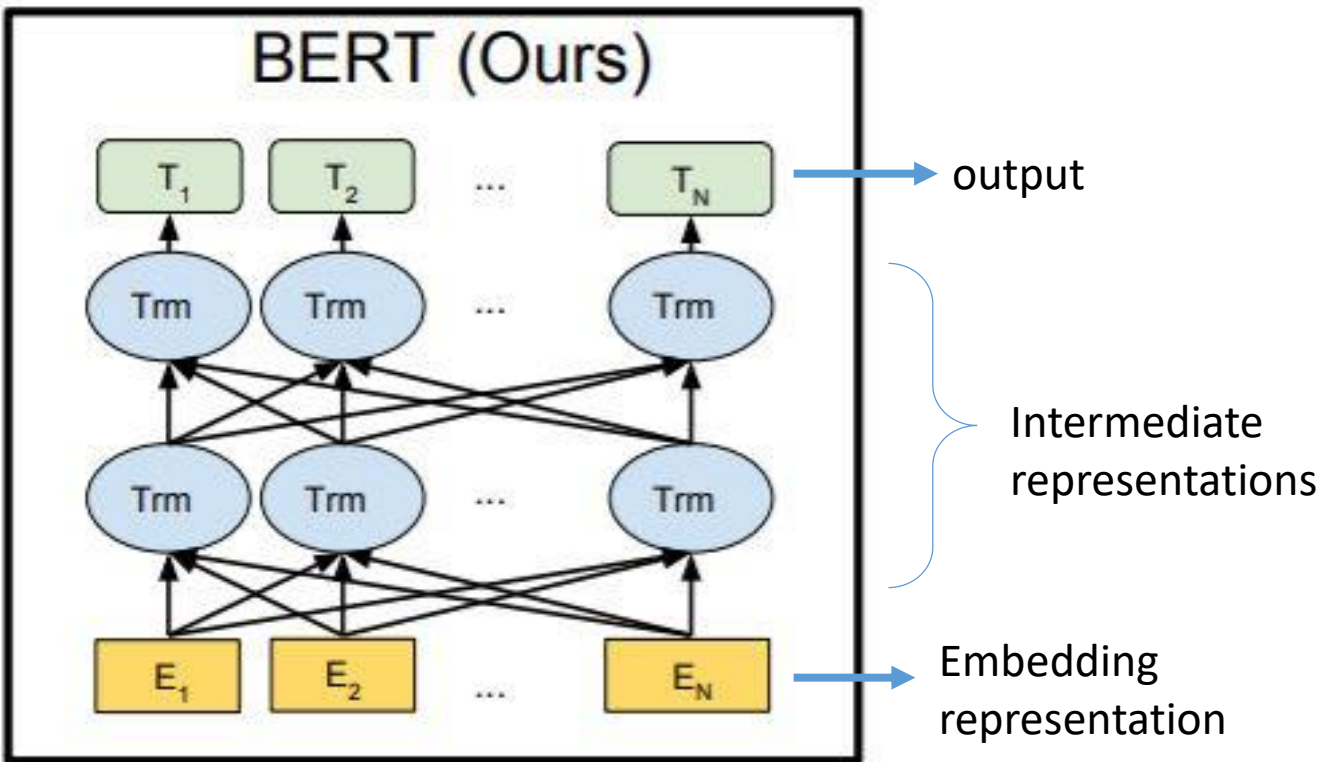 BERT (Ours)
T1 T2 ... TN
output
Trm Trm ... Trm
Intermediate
representations
Trm Trm ... Trm
E1 E2 ... EN
Embedding
representation